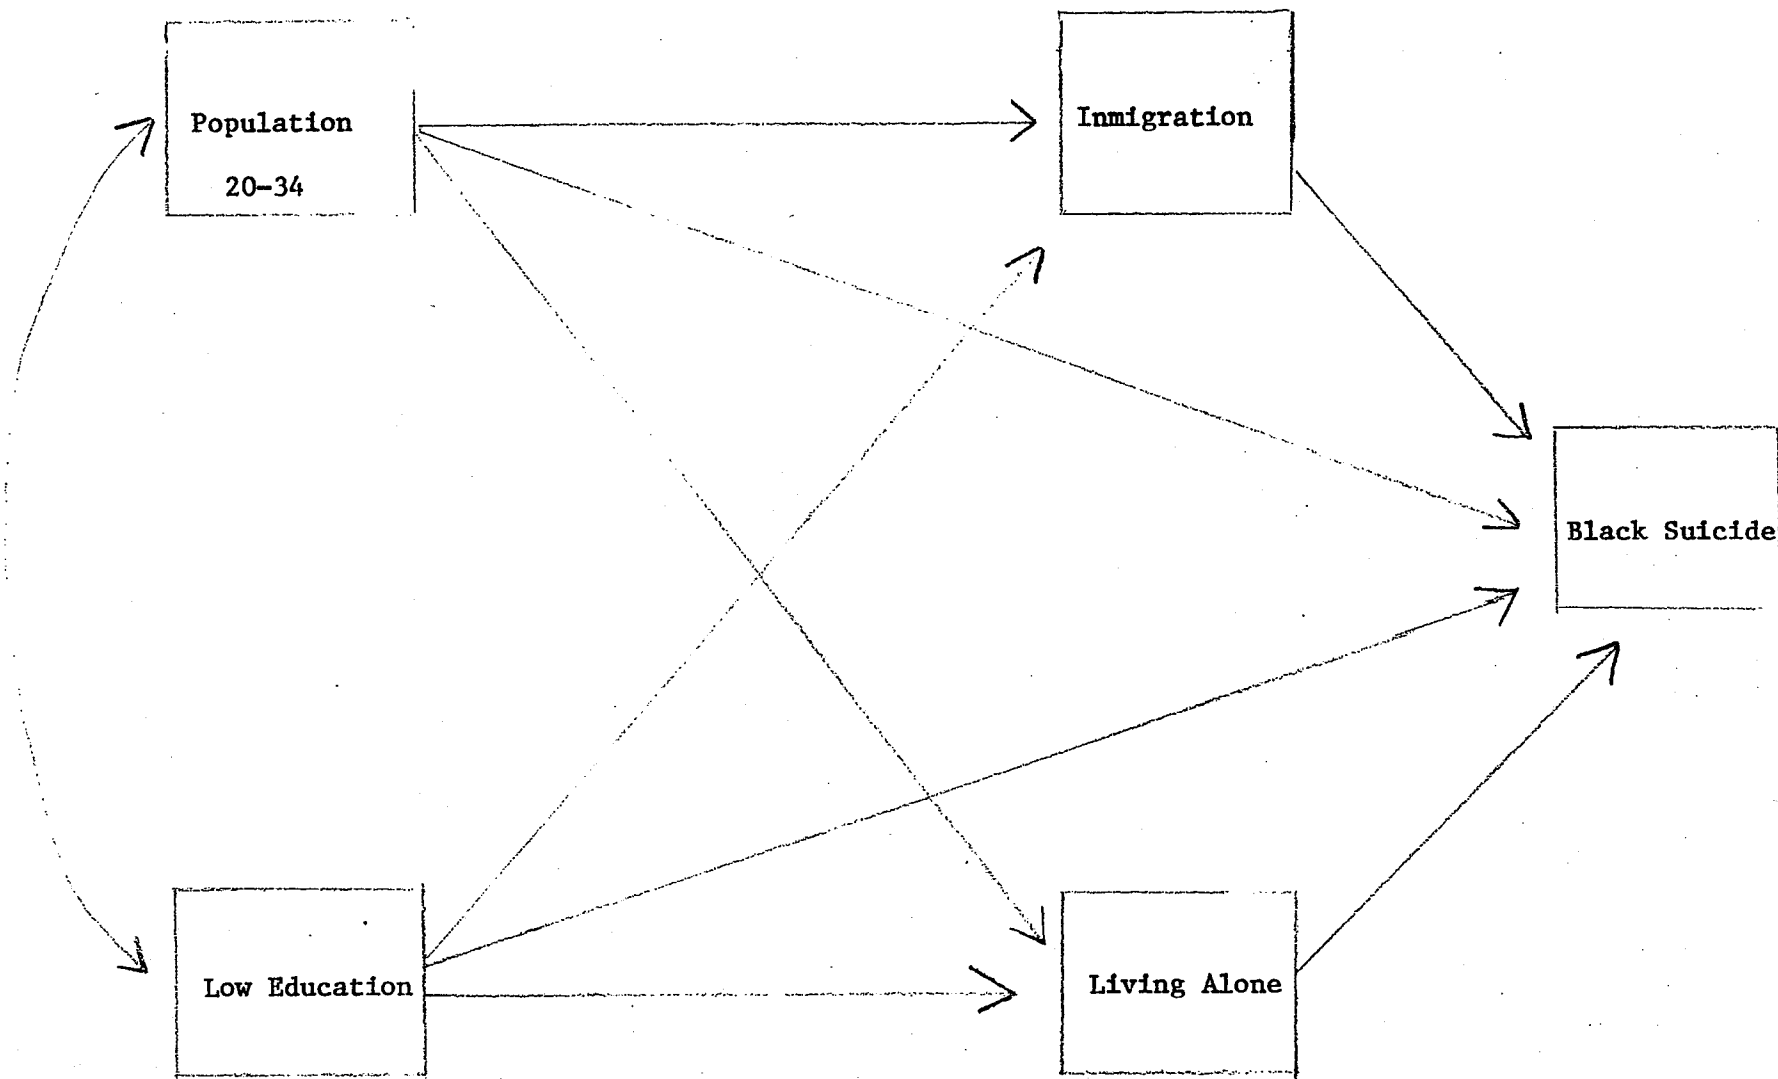 Population
20-34
Inmigration
Black Suicide
Low Education
Living Alone